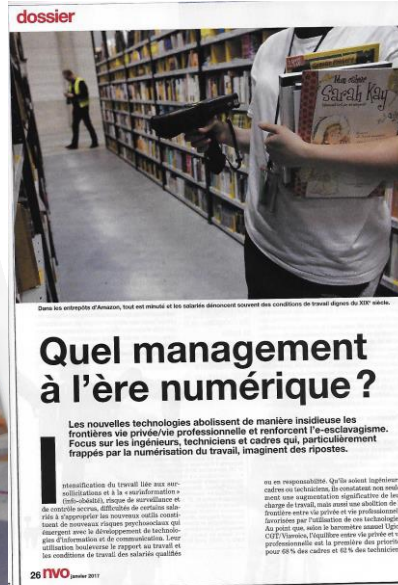 dossier
Mon cahier
Sarah Kay
Dans les entrepôts d'Amazon, tout est minuté et les salariés dénoncent souvent des conditions de travail dignes du XIXᵉ siècle.
Quel management
à l'ère numérique ?
Les nouvelles technologies abolissent de manière insidieuse les
frontières vie privée/vie professionnelle et renforcent l'e-esclavagisme.
Focus sur les ingénieurs, techniciens et cadres qui, particulièrement
frappés par la numérisation du travail, imaginent des ripostes.
Intensification du travail liée aux sur-
sollicitations et à la « surinformation »
(info-obésité), risque de surveillance et
de contrôle accrus, difficultés de certains sala-
riés à s'approprier les nouveaux outils consti-
tuent de nouveaux risques psychosociaux qui
émergent avec le développement de technolo-
gies d'information et de communication. Leur
utilisation bouleverse le rapport au travail et
les conditions de travail des salariés qualifiés
ou en responsabilité. Qu'ils soient ingénieur
cadres ou techniciens, ils constatent non seule
ment une augmentation significative de leu
charge de travail, mais aussi une abolition de
frontière entre vie privée et vie professionnel
favorisées par l'utilisation de ces technologie
Au point que, selon le baromètre annuel Ugic
CGT/Viavoice, l'équilibre entre vie privée et v
professionnelle est la première des priorité
pour 68 % des cadres et 62 % des technicien
26 nvo janvier 2017